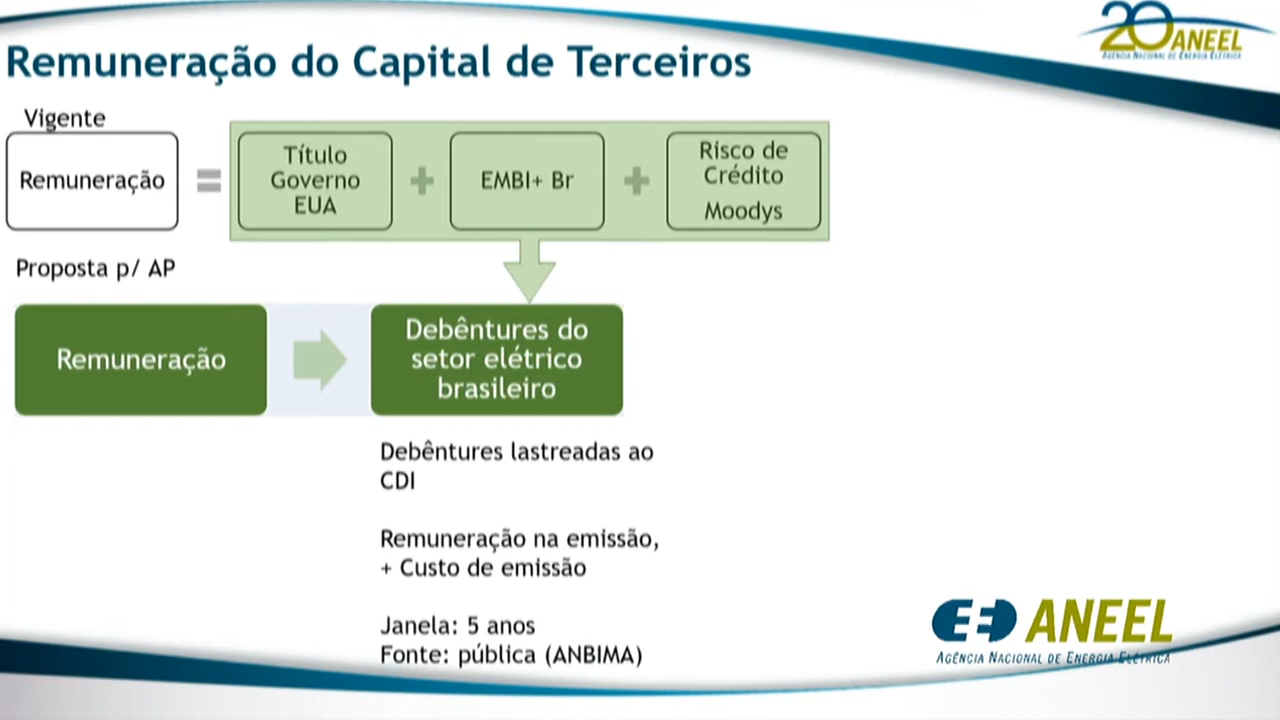 20 ANEEL
AGÊNCIA NACIONAL DE ENERGIA ELÉTRICA
Remuneração do Capital de Terceiros
Vigente
Remuneração
=
Título
Governo
EUA
+
EMBI+ Br
+
Risco de
Crédito
Moodys
Proposta p/ AP
Remuneração
Debêntures do
setor elétrico
brasileiro
Debêntures lastreadas ao
CDI
Remuneração na emissão,
+ Custo de emissão
Janela: 5 anos
Fonte: pública (ANBIMA)
ANEEL
AGÊNCIA NACIONAL DE ENERGIA ELÉTRICA